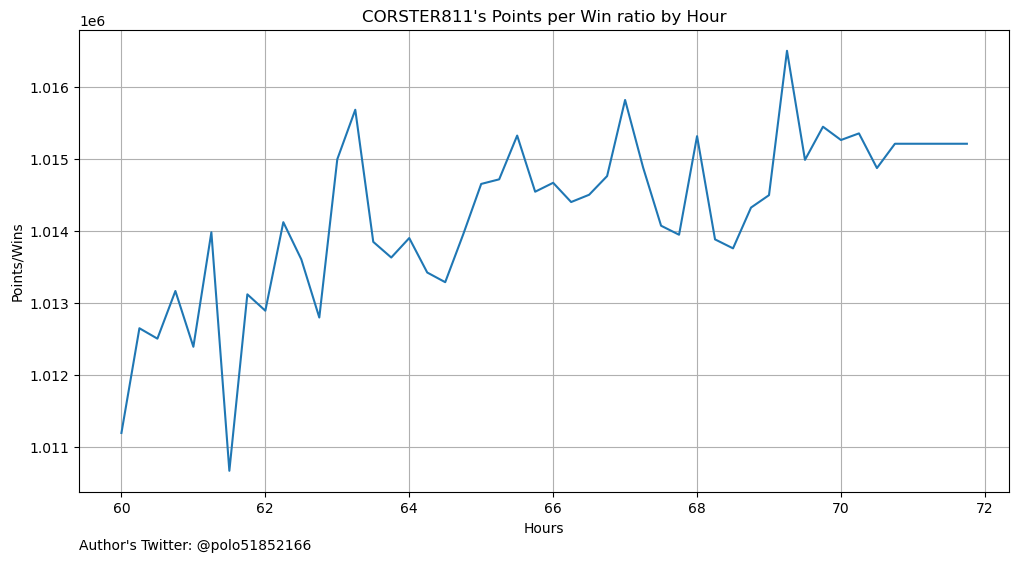 CORSTER811's Points per Win ratio by Hour
1e6
1.016
1.015
1.014
1.013
1.012
1.011
Points/Wins
60 62 64 66 68 70 72
Hours
Author's Twitter: @polo51852166